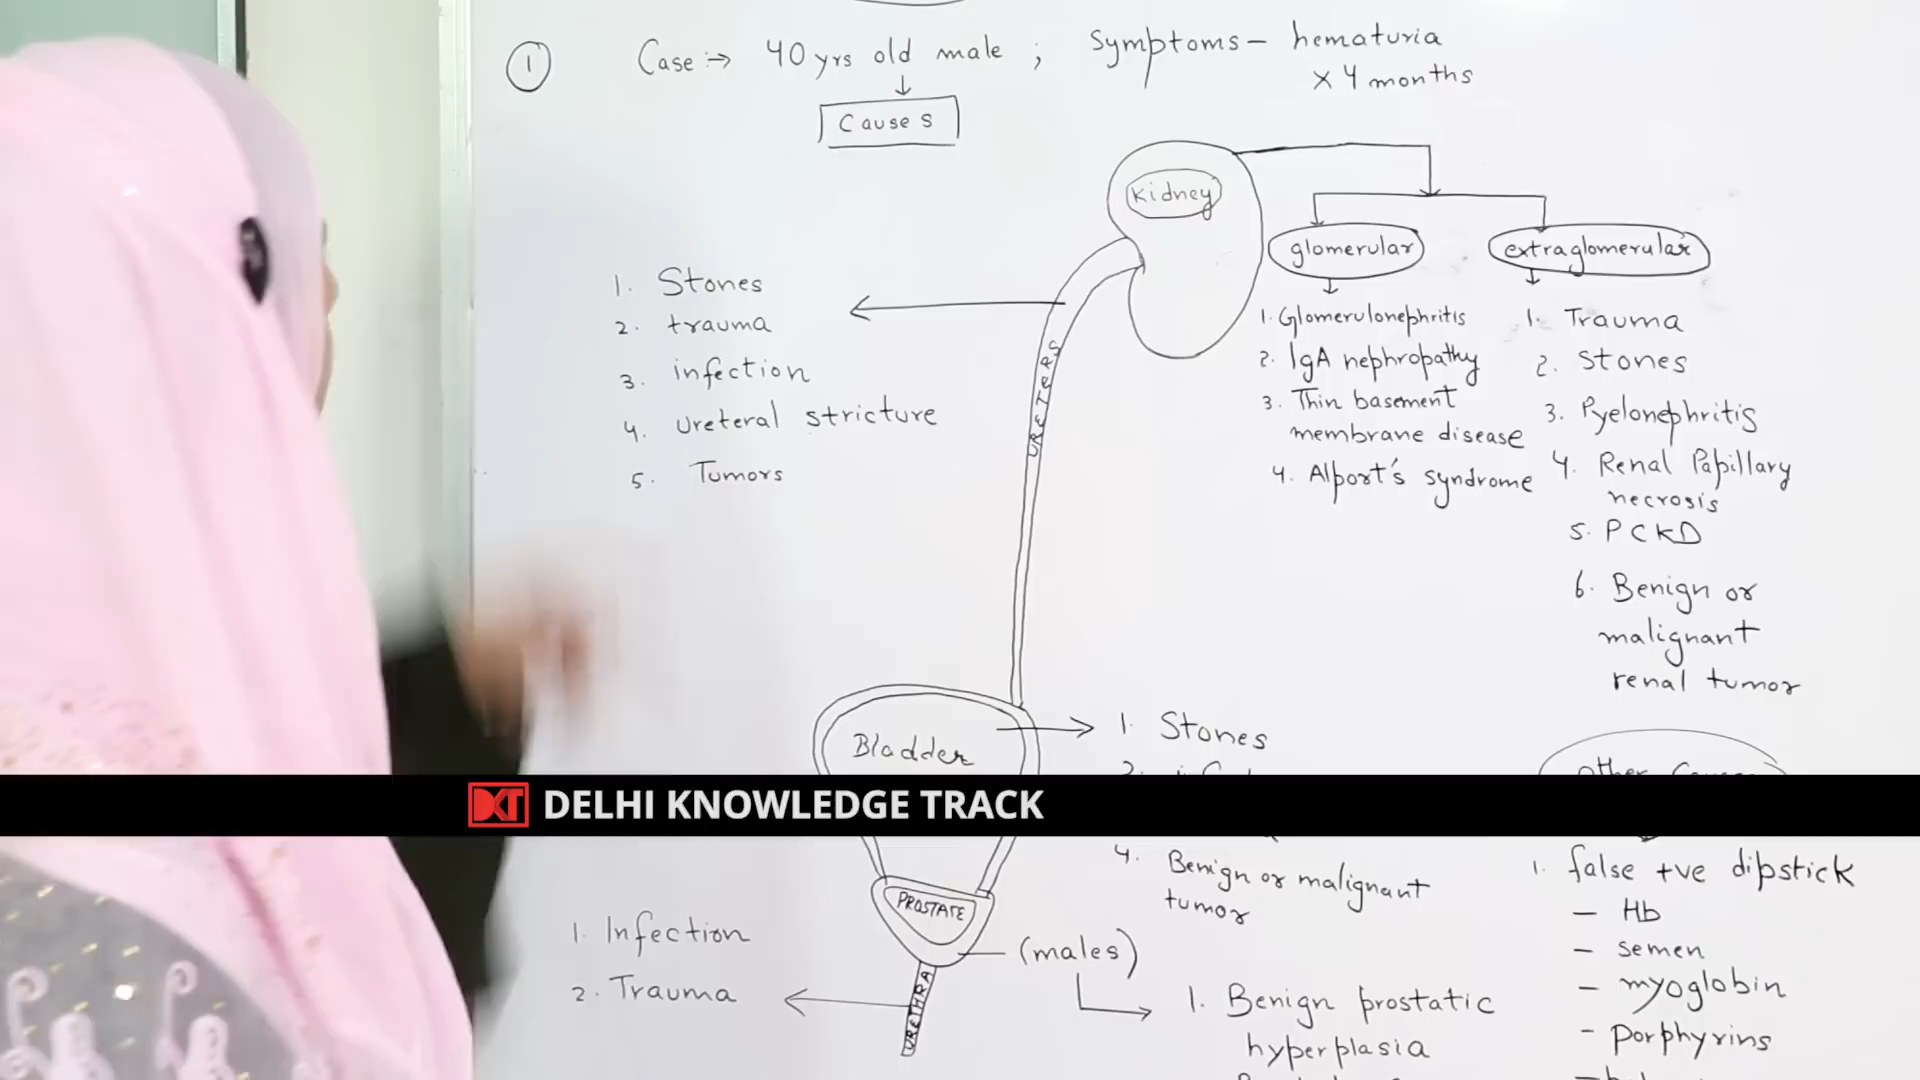 1
Case :→ 40 yrs old male ; Symptoms - hematuria
x 4 months
Causes
Kidney
glomerular
extraglomerular
1. Stones
2. trauma
3. infection
4. Ureteral stricture
5. Tumors
URETERS
1. Glomerulonephritis
2. IgA nephropathy
3. Thin basement
membrane disease
4. Alport's syndrome
1. Trauma
2. Stones
3. Pyelonephritis
4. Renal Papillary
necrosis
5. PCKD
6. Benign or
malignant
renal tumor
Bladder
1. Stones
2.
other
DKT DELHI KNOWLEDGE TRACK
4. Benign or malignant
tumor
PROSTATE
(males)
1. Infection
2. Trauma
URETHRA
1. Benign prostatic
hyperplasia
1. false +ve dipstick
- Hb
- semen
- myoglobin
- porphyrins